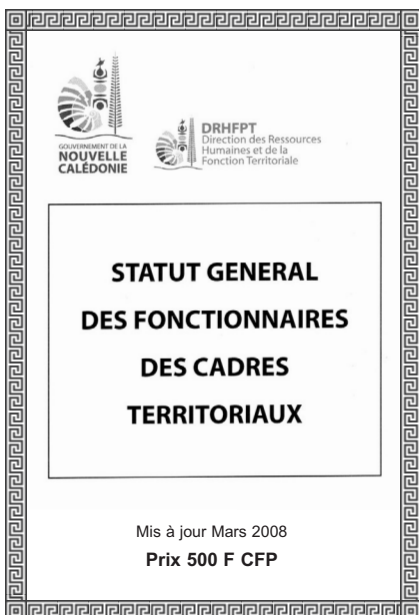 GOUVERNEMENT DE LA
NOUVELLE
CALÉDONIE
DRHFPT
Direction des Ressources
Humaines et de la
Fonction Territoriale
STATUT GENERAL
DES FONCTIONNAIRES
DES CADRES
TERRITORIAUX
Mis à jour Mars 2008
Prix 500 F CFP